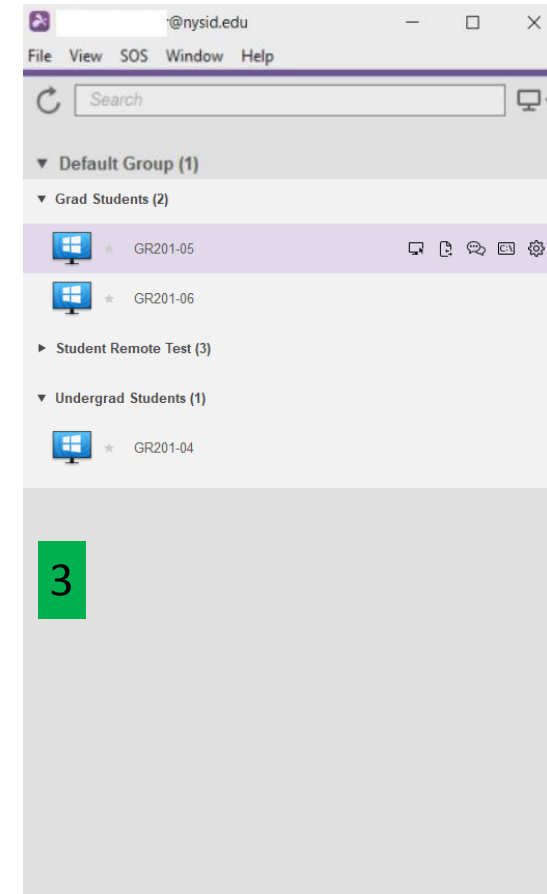 r@nysid.edu
File View SOS Window Help
Search
Default Group (1)
Grad Students (2)
GR201-05
GR201-06
Student Remote Test (3)
Undergrad Students (1)
GR201-04
3